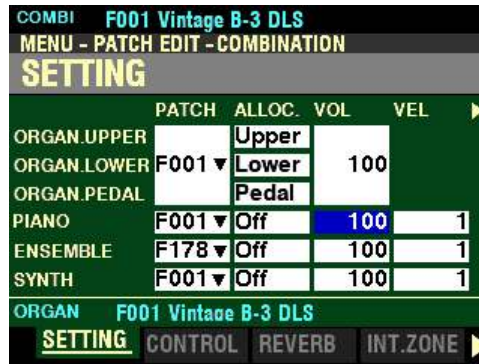 COMBI F001 Vintage B-3 DLS
MENU - PATCH EDIT - COMBINATION
SETTING
PATCH ALLOC. VOL VEL
ORGAN.UPPER Upper
ORGAN.LOWER F001 ▼ Lower 100
ORGAN.PEDAL Pedal
PIANO F001 ▼ Off 100 1
ENSEMBLE F178 ▼ Off 100 1
SYNTH F001 ▼ Off 100 1
ORGAN F001 Vintage B-3 DLS
SETTING CONTROL REVERB INT.ZONE